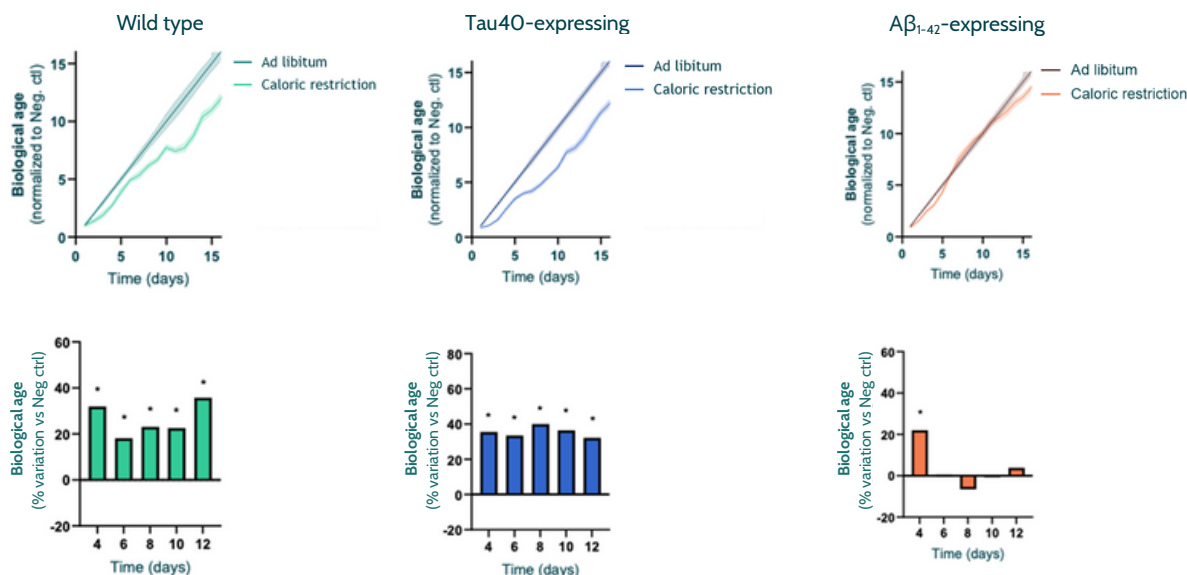 Wild type
Biological age
(normalized to Neg. ctl)
15
10
5
0
0 5 10 15
Time (days)
Ad libitum
Caloric restriction
Tau40-expressing
Biological age
(normalized to Neg. ctl)
15
10
5
0
0 5 10 15
Time (days)
Ad libitum
Caloric restriction
Aβ₁₋₄₂-expressing
Biological age
(normalized to Neg. ctl)
15
10
5
0
0 5 10 15
Time (days)
Ad libitum
Caloric restriction
Biological age
(% variation vs Neg ctrl)
60
40
20
0
-20
* * * * *
4 6 8 10 12
Time (days)
Biological age
(% variation vs Neg ctrl)
80
60
40
20
0
-20
* * * * *
4 6 8 10 12
Time (days)
Biological age
(% variation vs Neg ctrl)
60
40
20
0
-20
*
4 6 8 10 12
Time (days)